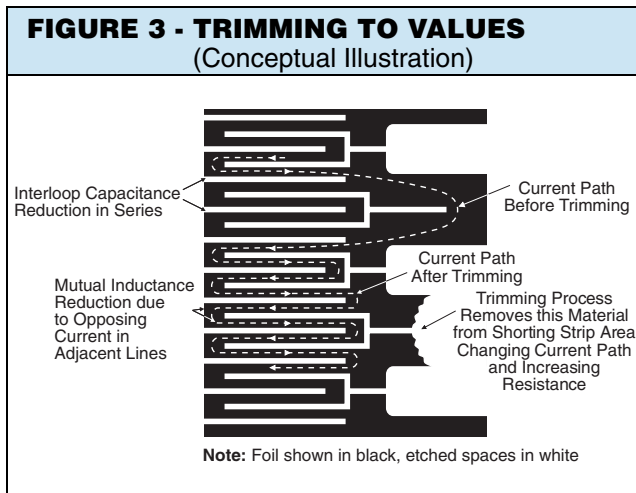 FIGURE 3 - TRIMMING TO VALUES
(Conceptual Illustration)
Interloop Capacitance
Reduction in Series
Current Path
Before Trimming
Mutual Inductance
Reduction due
to Opposing
Current in
Adjacent Lines
Current Path
After Trimming
Trimming Process
Removes this Material
from Shorting Strip Area
Changing Current Path
and Increasing
Resistance
Note: Foil shown in black, etched spaces in white